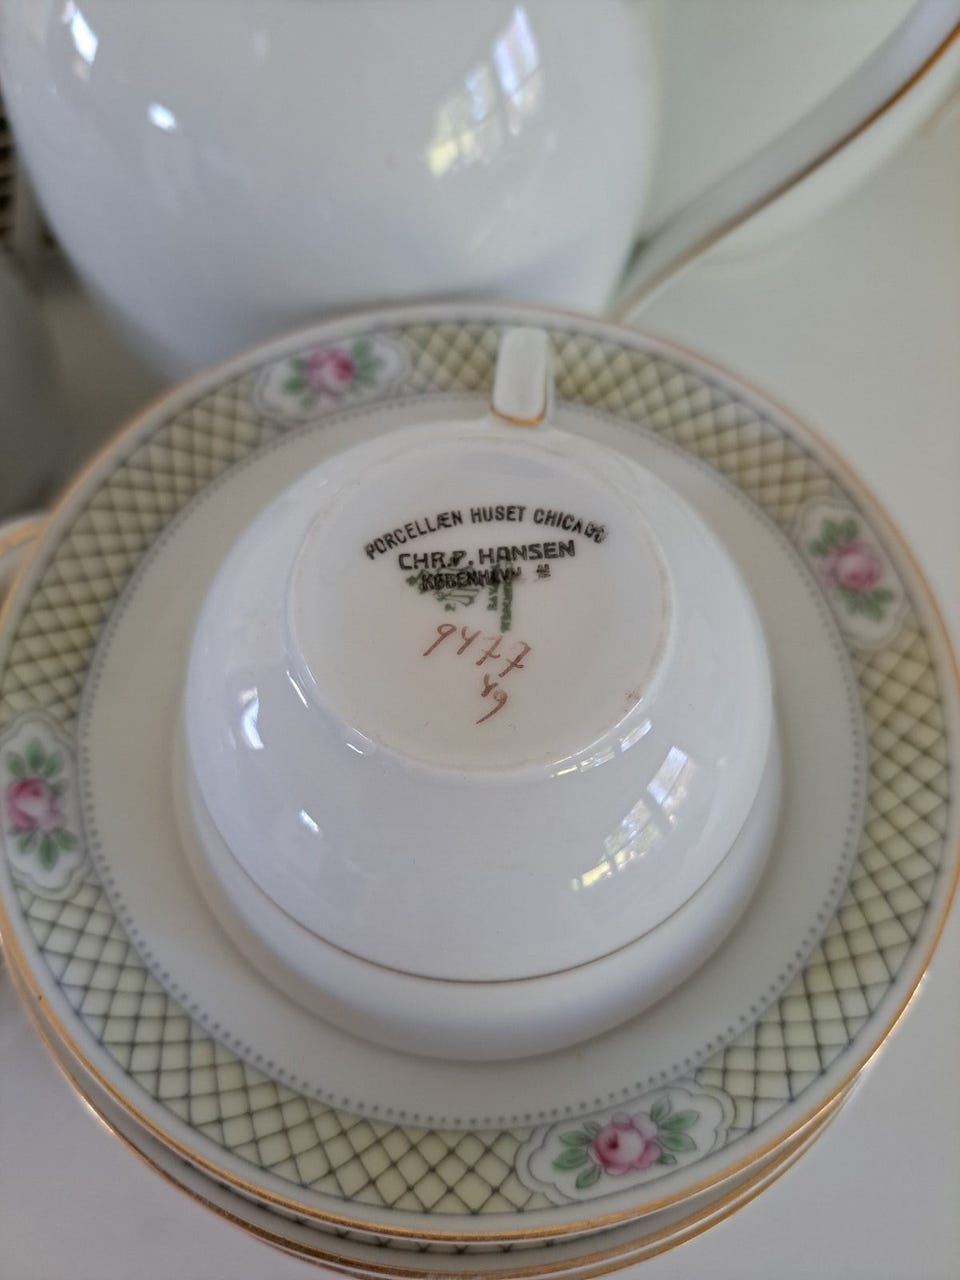 PORCELLÆN HUSET CHICAGO
CHR. P. HANSEN
KØBENHAVN
9477
49